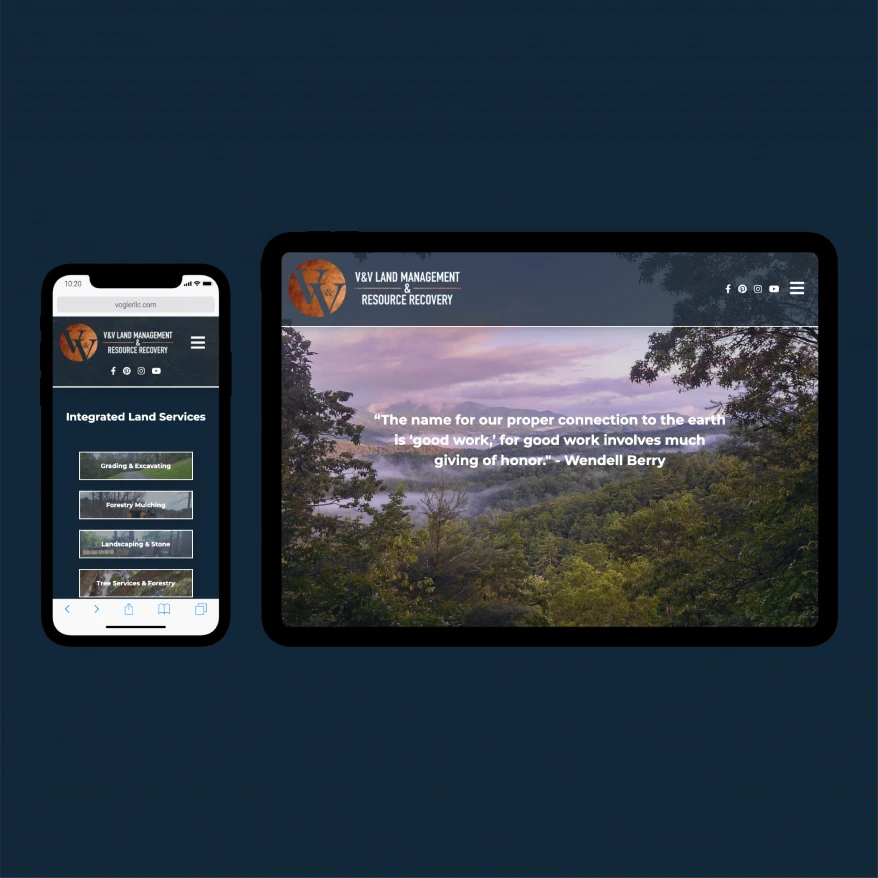 10:20
voglerllc.com
V&V LAND MANAGEMENT
&
RESOURCE RECOVERY
Integrated Land Services
Grading & Excavating
Forestry Mulching
Landscaping & Stone
Tree Services & Forestry
V&V
V&V LAND MANAGEMENT
&
RESOURCE RECOVERY
“The name for our proper connection to the earth
is ‘good work,’ for good work involves much
giving of honor." - Wendell Berry